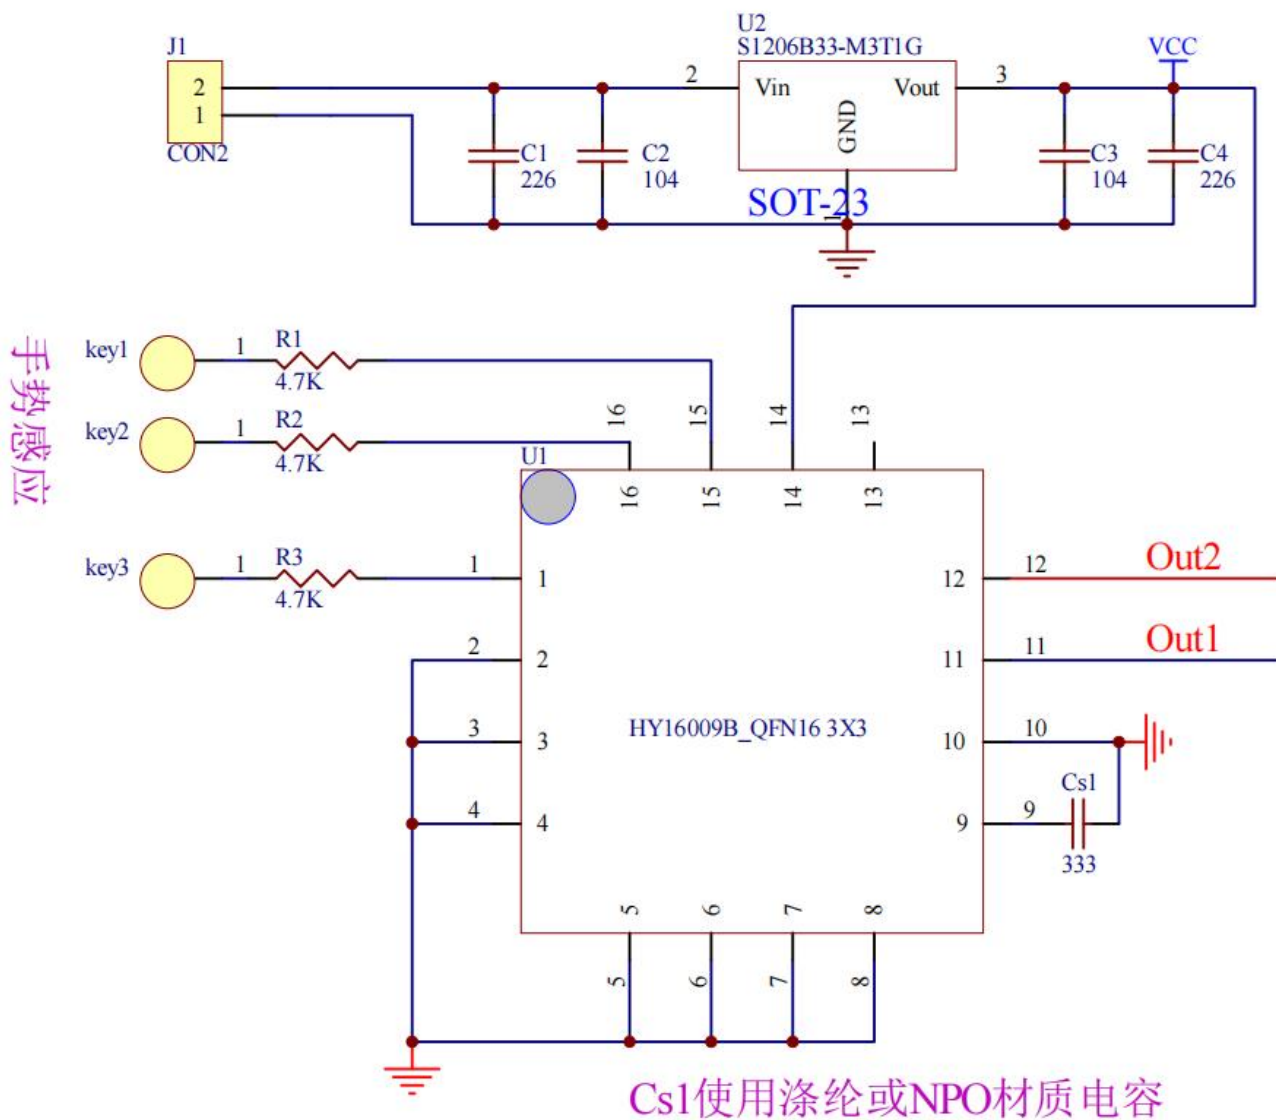 J1
2
1
CON2
C1
226
C2
104
U2
S1206B33-M3T1G
2
Vin
Vout
3
GND
1
SOT-23
VCC
C3
104
C4
226
手势感应
key1
1
R1
4.7K
key2
1
R2
4.7K
key3
1
R3
4.7K
U1
16
15
14
13
16
15
14
13
1
1
2
2
3
3
4
4
HY16009B_QFN16 3X3
12
12
Out2
11
11
Out1
10
10
9
9
Cs1
333
5
6
7
8
5
6
7
8
Cs1使用涤纶或NPO材质电容